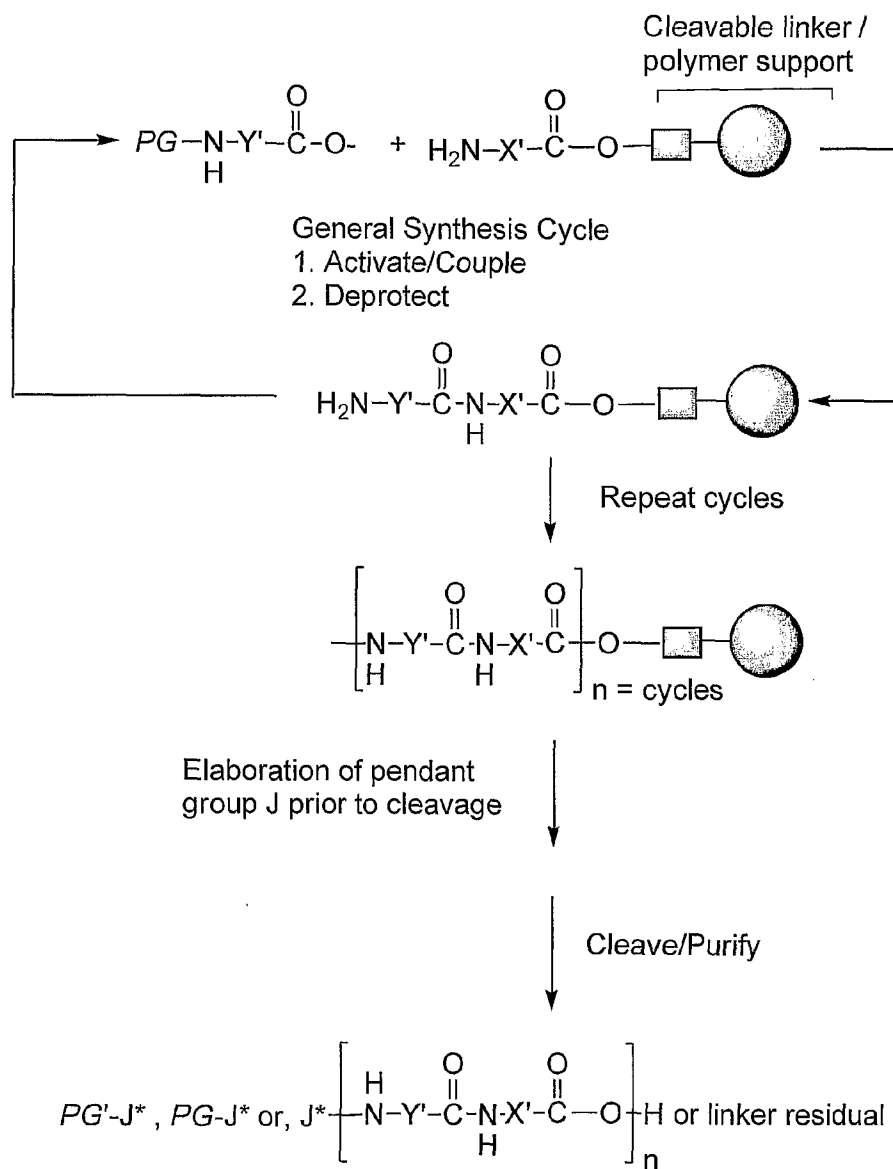 Cleavable linker /
polymer support
PG-N-Y'-C-O- + H₂N-X'-C-O
O O
H
General Synthesis Cycle
1. Activate/Couple
2. Deprotect
O O
H₂N-Y'-C-N-X'-C-O
H
Repeat cycles
O O
N-Y'-C-N-X'-C-O
H H
n = cycles
Elaboration of pendant
group J prior to cleavage
Cleave/Purify
H O O
PG'-J* , PG-J* or, J* N-Y'-C-N-X'-C-O-H or linker residual
H
n